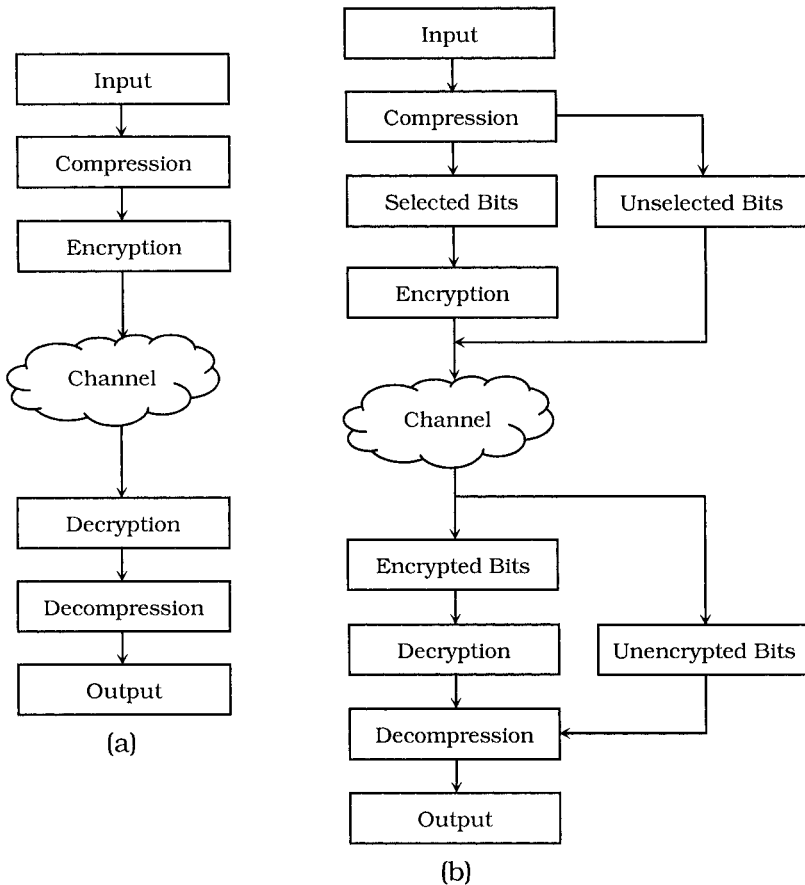 Input
Compression
Encryption
Channel
Decryption
Decompression
Output
(a)
Input
Compression
Selected Bits
Unselected Bits
Encryption
Channel
Encrypted Bits
Decryption
Unencrypted Bits
Decompression
Output
(b)